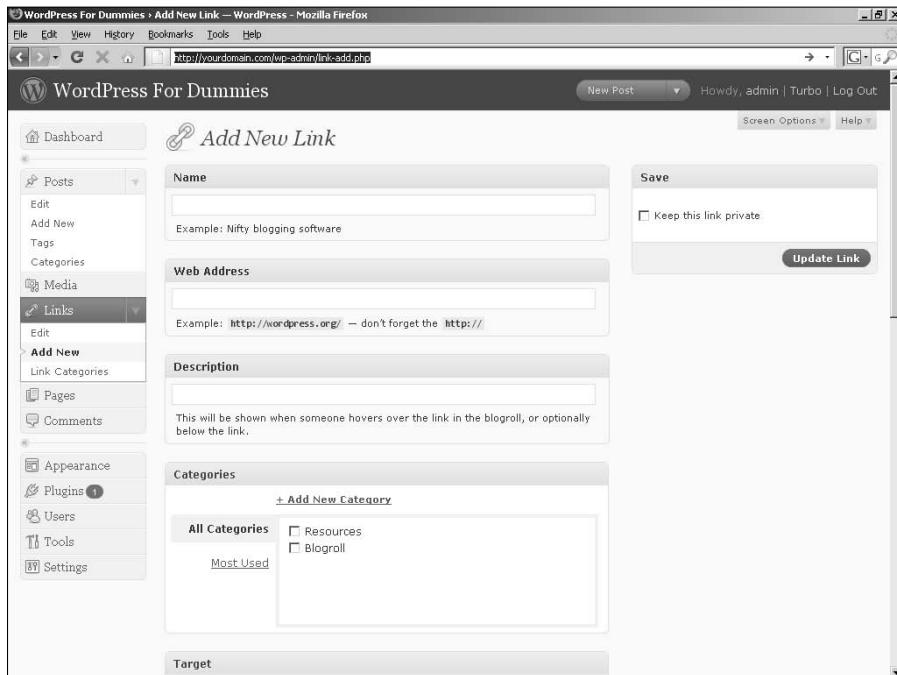 WordPress For Dummies › Add New Link — WordPress - Mozilla Firefox
File Edit View History Bookmarks Tools Help
http://yourdomain.com/wp-admin/link-add.php
WordPress For Dummies
New Post
Howdy, admin | Turbo | Log Out
Screen Options
Help
Dashboard
Posts
Edit
Add New
Tags
Categories
Media
Links
Edit
Add New
Link Categories
Pages
Comments
Appearance
Plugins 1
Users
Tools
Settings
Add New Link
Name
Example: Nifty blogging software
Web Address
Example: http://wordpress.org/ — don't forget the http://
Description
This will be shown when someone hovers over the link in the blogroll, or optionally
below the link.
Categories
+ Add New Category
All Categories
Most Used
Resources
Blogroll
Target
Save
Keep this link private
Update Link